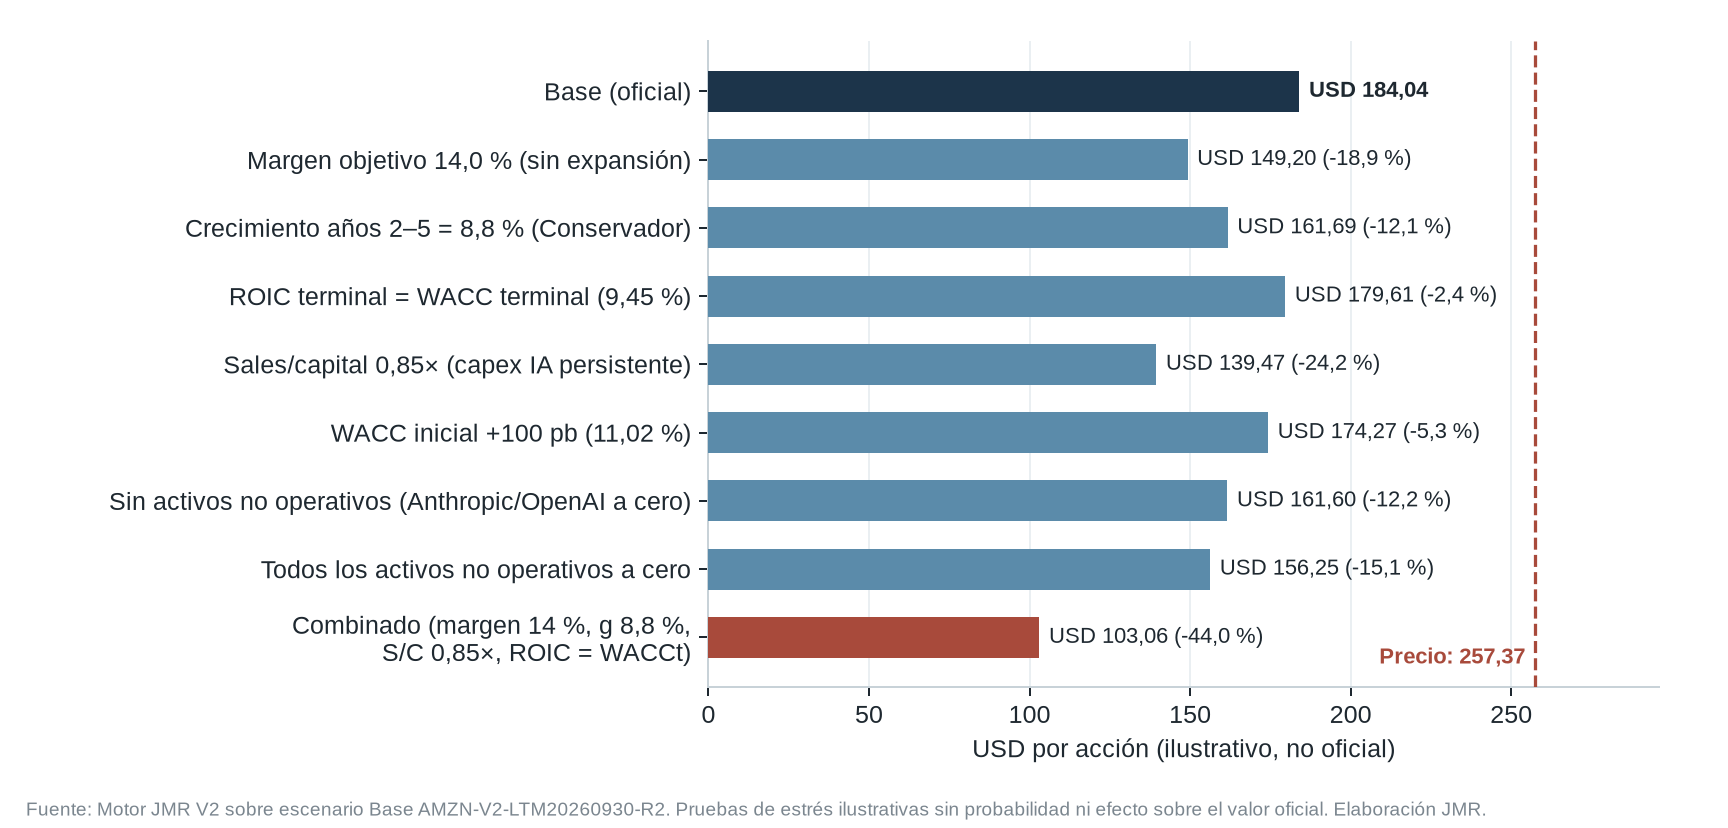 Base (oficial)
USD 184,04
Margen objetivo 14,0 % (sin expansión)
USD 149,20 (-18,9 %)
Crecimiento años 2–5 = 8,8 % (Conservador)
USD 161,69 (-12,1 %)
ROIC terminal = WACC terminal (9,45 %)
USD 179,61 (-2,4 %)
Sales/capital 0,85× (capex IA persistente)
USD 139,47 (-24,2 %)
WACC inicial +100 pb (11,02 %)
USD 174,27 (-5,3 %)
Sin activos no operativos (Anthropic/OpenAI a cero)
USD 161,60 (-12,2 %)
Todos los activos no operativos a cero
USD 156,25 (-15,1 %)
Combinado (margen 14 %, g 8,8 %,
S/C 0,85×, ROIC = WACCt)
USD 103,06 (-44,0 %)
Precio: 257,37
0 50 100 150 200 250
USD por acción (ilustrativo, no oficial)
Fuente: Motor JMR V2 sobre escenario Base AMZN-V2-LTM20260930-R2. Pruebas de estrés ilustrativas sin probabilidad ni efecto sobre el valor oficial. Elaboración JMR.